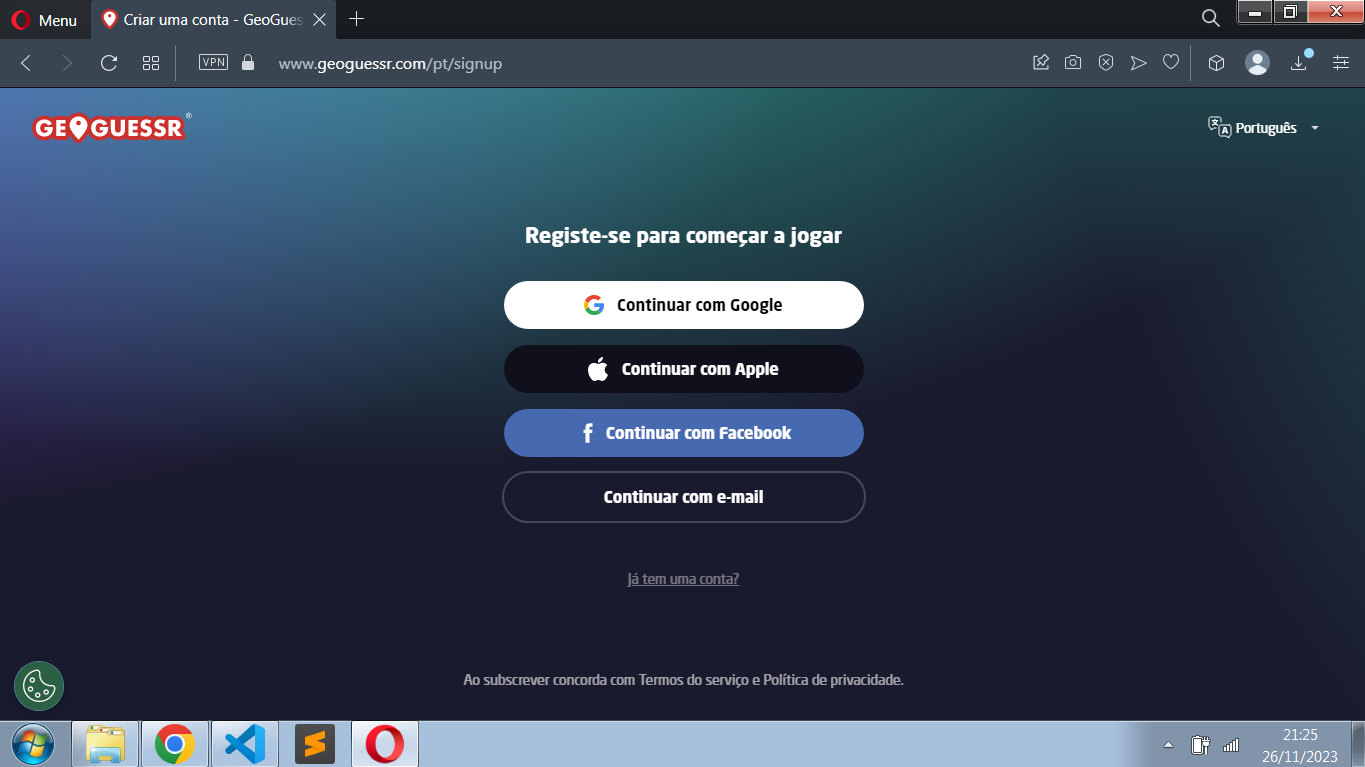 Menu
Criar uma conta - GeoGues
VPN
www.geoguessr.com/pt/signup
GEOGUESSR®
Português
Registe-se para começar a jogar
Continuar com Google
Continuar com Apple
Continuar com Facebook
Continuar com e-mail
Já tem uma conta?
Ao subscrever concorda com Termos do serviço e Política de privacidade.
21:25
26/11/2023